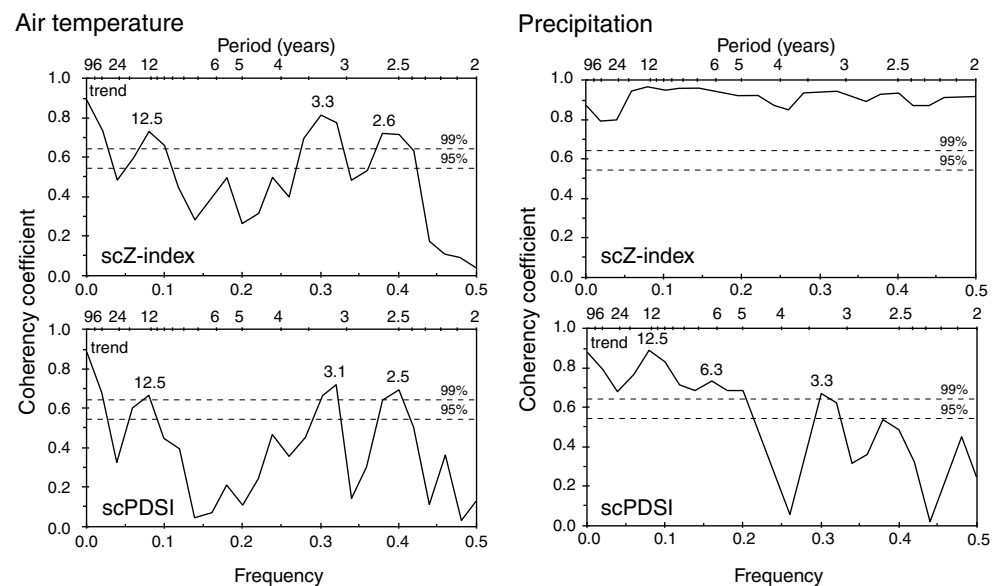 Air temperature
Precipitation
Period (years)
Period (years)
96 24 12 6 5 4 3 2.5 2
96 24 12 6 5 4 3 2.5 2
1.0
0.8
0.6
0.4
0.2
0.0
trend
12.5
3.3
2.6
99%
95%
scZ-index
0.0 0.1 0.2 0.3 0.4 0.5
1.0
0.8
0.6
0.4
0.2
0.0
99%
95%
scZ-index
0.0 0.1 0.2 0.3 0.4 0.5
Coherency coefficient
Coherency coefficient
96 24 12 6 5 4 3 2.5 2
96 24 12 6 5 4 3 2.5 2
1.0
0.8
0.6
0.4
0.2
0.0
trend
12.5
3.1
2.5
99%
95%
scPDSI
0.0 0.1 0.2 0.3 0.4 0.5
Frequency
1.0
0.8
0.6
0.4
0.2
0.0
trend
12.5
6.3
3.3
99%
95%
scPDSI
0.0 0.1 0.2 0.3 0.4 0.5
Frequency